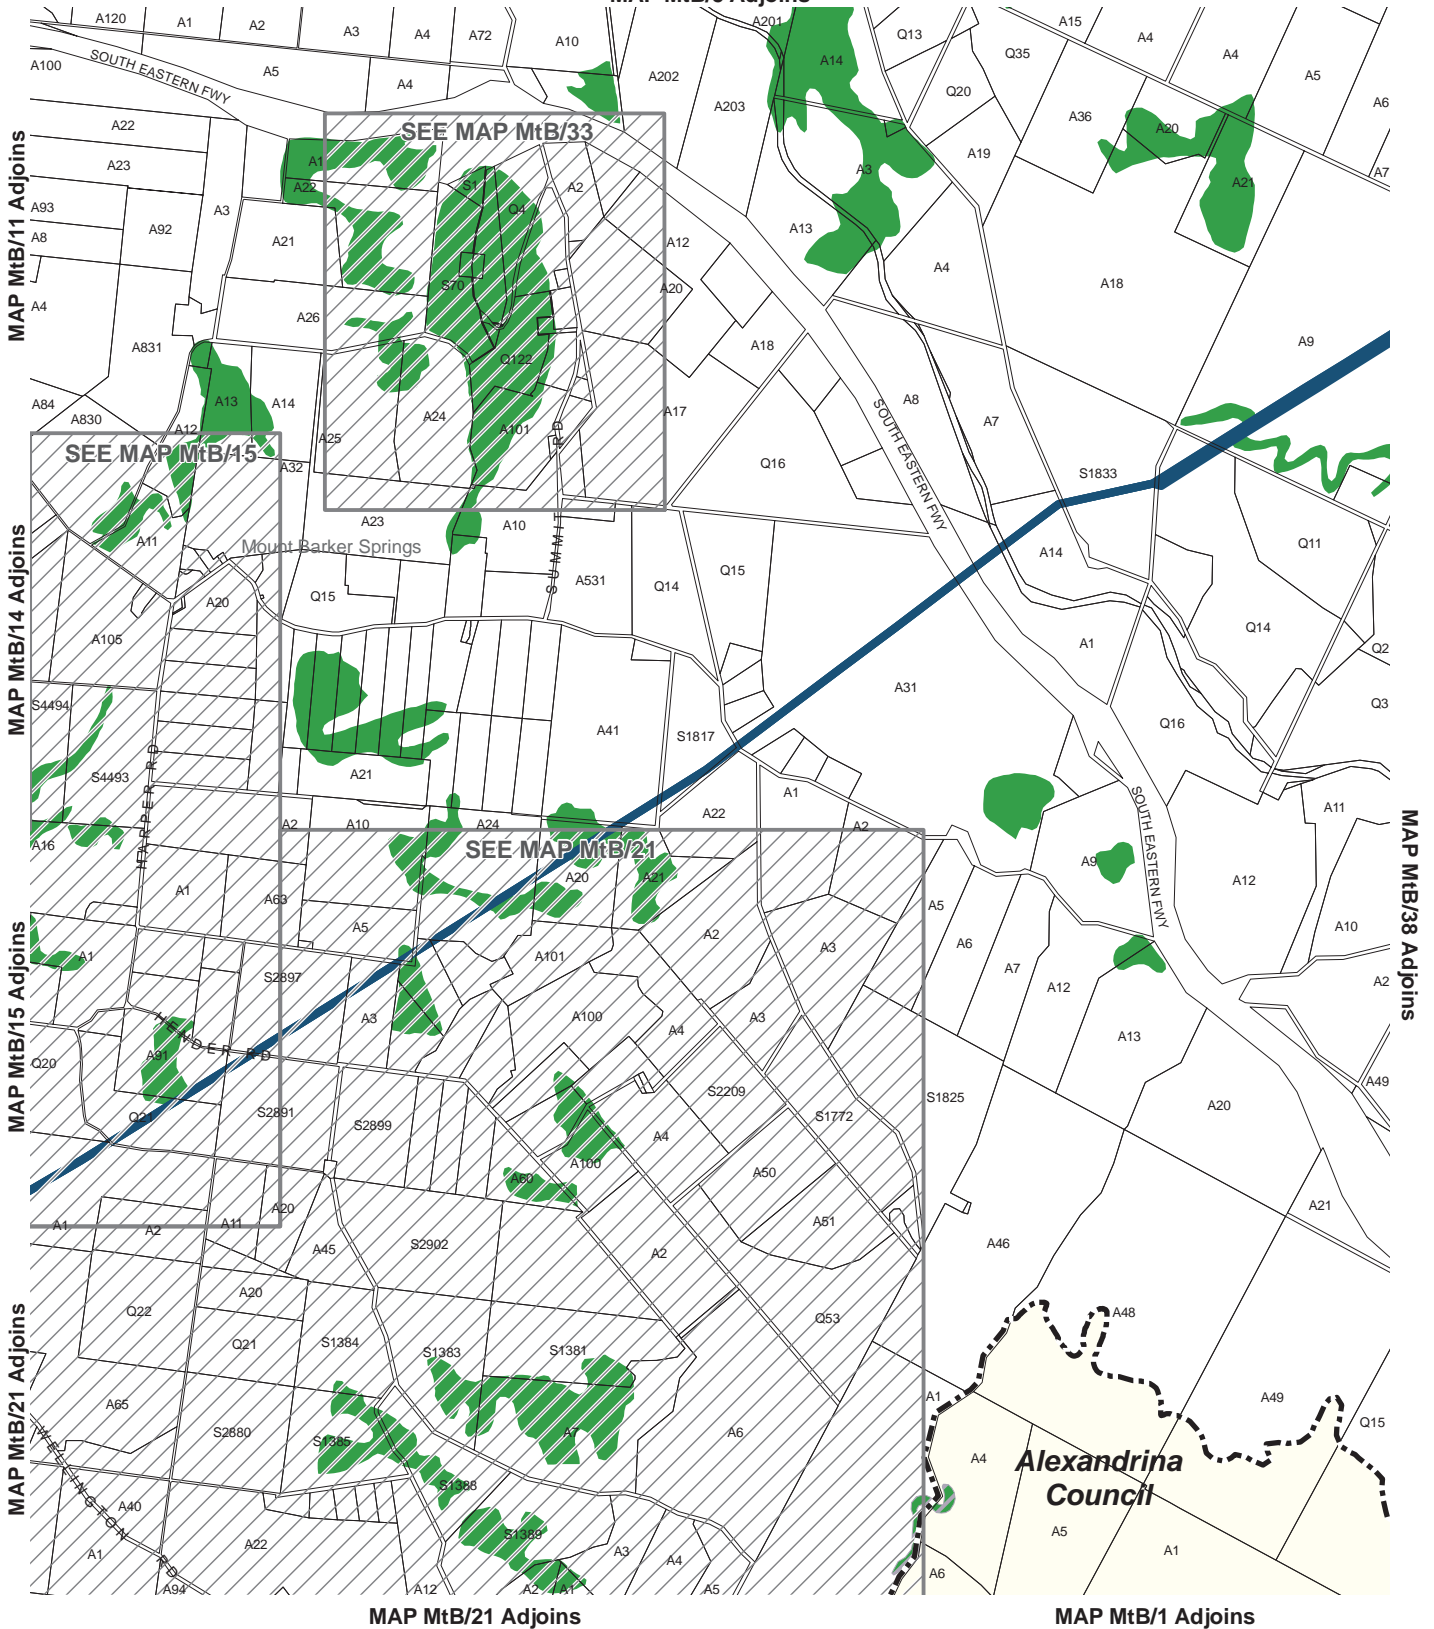 MAP MtB/6 Adjoins
A120
A1
A2
A3
A4
A72
A10
A201
A14
Q13
Q35
A15
A4
A4
A5
A6
A100
SOUTH EASTERN FWY
A5
A4
A202
A203
Q20
A36
A20
A22
SEE MAP MtB/33
A23
A1
A22
S1
Q4
A2
A3
A19
A21
A7
A93
A92
A3
A8
A21
A12
A13
A4
A18
MAP MtB/11 Adjoins
A4
A26
S70
A20
A831
A18
A9
Q122
A84
A830
A12
A13
A14
A25
A24
A101
RD
A17
A8
A7
SEE MAP MtB/15
A32
Q16
SOUTH EASTERN FWY
S1833
A11
Mount Barker Springs
A23
A10
SUMMIT
A531
Q14
Q15
A14
Q11
MAP MtB/14 Adjoins
A20
Q15
A105
A1
Q14
Q2
S4494
A31
Q3
Q16
S4493
HARPER RD
A21
A41
S1817
A1
A16
A2
A10
A24
A22
A2
SOUTH EASTERN FWY
A11
SEE MAP MtB/21
A1
A63
A20
A21
A9
A12
MAP MtB/38 Adjoins
A5
A2
A3
A5
A6
A10
A1
S2897
A101
A7
A12
A2
MAP MtB/15 Adjoins
A3
A100
A4
A3
A13
HENDER RD
Q20
A91
S2209
S1825
A49
Q21
S2891
S2899
A4
S1772
A20
A100
A50
A60
A1
A2
A11
A20
A51
A21
A45
S2902
A2
A46
A20
Q22
Q53
A48
Q21
S1384
S1383
S1381
MAP MtB/21 Adjoins
A65
S2880
S1385
A7
A6
A1
A49
Q15
A4
Alexandrina
Council
WELLINGTON RD
A40
S1388
A22
S1389
A5
A1
A1
A94
A12
A2
A1
A3
A4
A5
A6
MAP MtB/21 Adjoins
MAP MtB/1 Adjoins